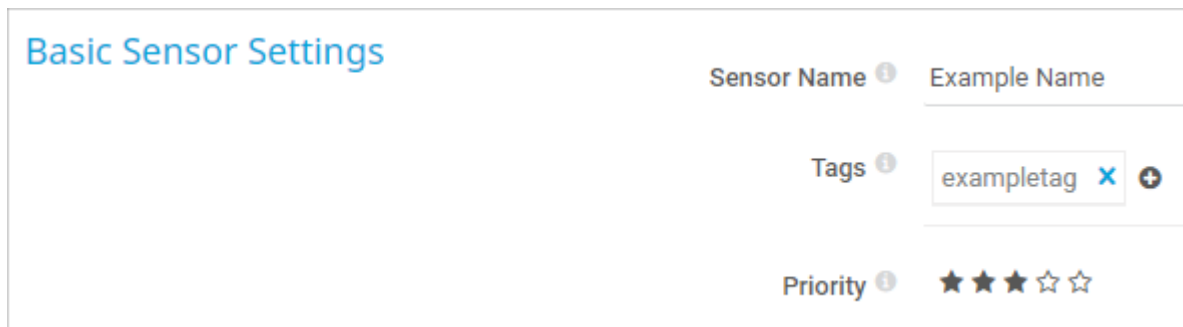 Basic Sensor Settings
Sensor Name Example Name
Tags exampletag
Priority